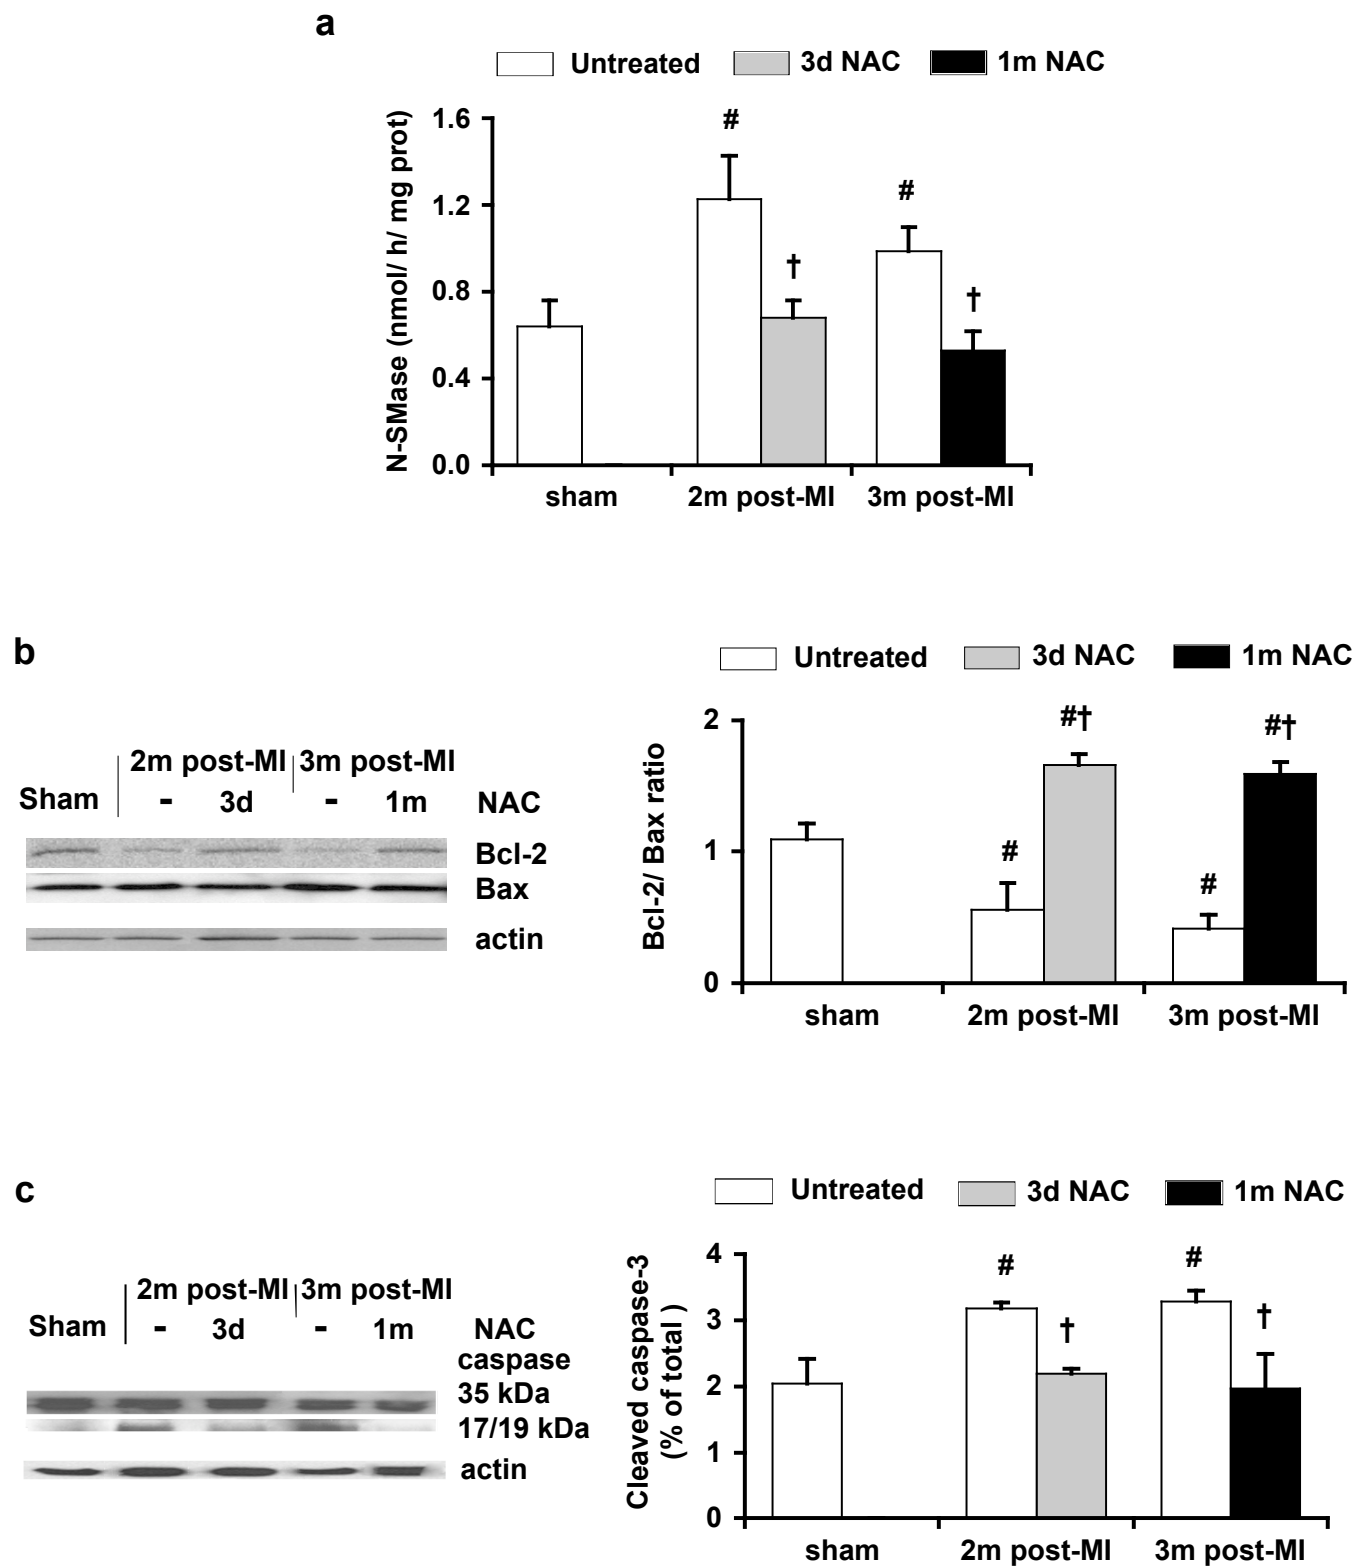 a
Untreated 3d NAC 1m NAC
N-SMase (nmol/ h/ mg prot)
1.6
1.2
0.8
0.4
0.0
# † # †
sham 2m post-MI 3m post-MI
b
Untreated 3d NAC 1m NAC
2m post-MI 3m post-MI
Sham - 3d - 1m NAC
Bcl-2
Bax
actin
Bcl-2/ Bax ratio
2
1
0
# #† # #†
sham 2m post-MI 3m post-MI
c
Untreated 3d NAC 1m NAC
2m post-MI 3m post-MI
Sham - 3d - 1m NAC
caspase
35 kDa
17/19 kDa
actin
Cleaved caspase-3
(% of total )
4
3
2
1
0
# † # †
sham 2m post-MI 3m post-MI